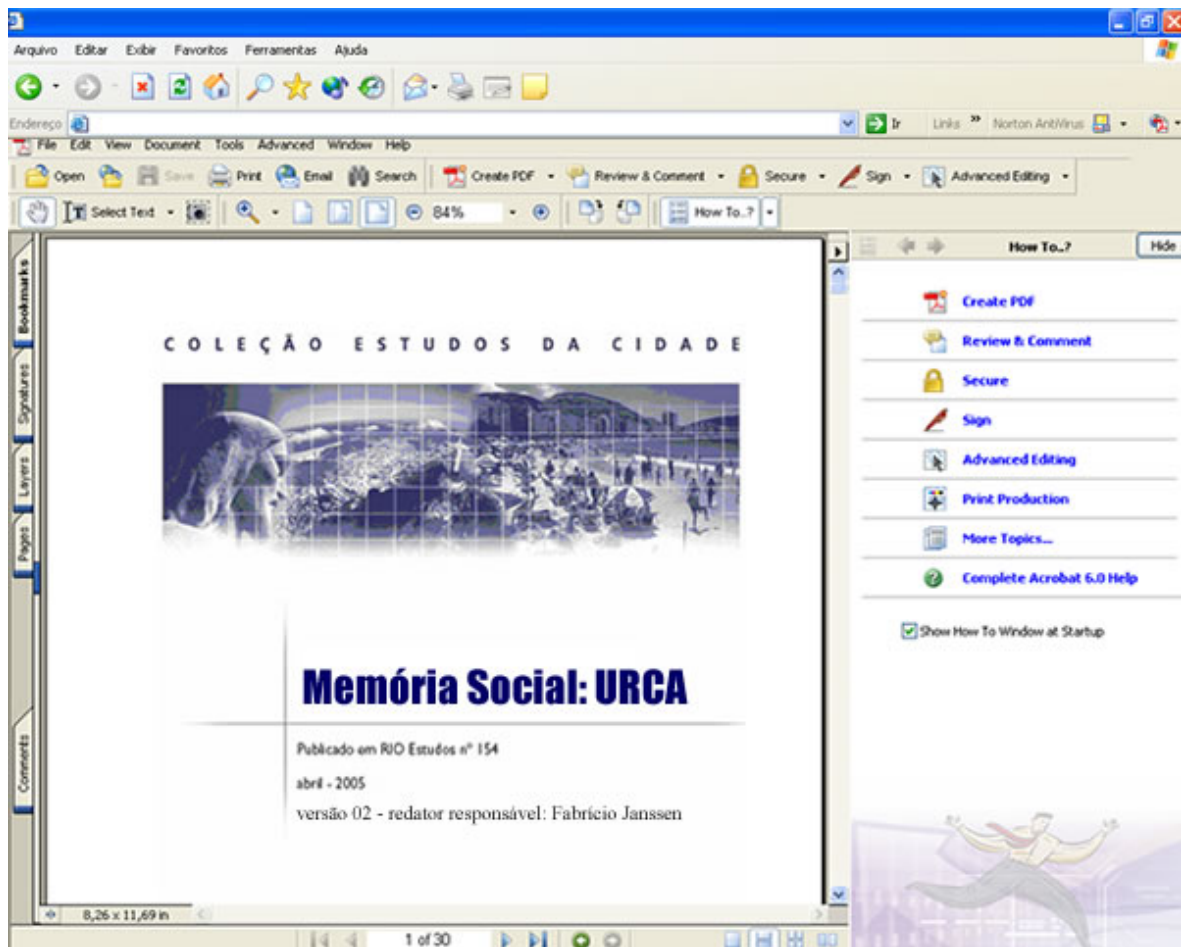 Arquivo Editar Exibir Favoritos Ferramentas Ajuda
Endereço Ir Links » Norton AntiVirus
File Edit View Document Tools Advanced Window Help
Open Save Print Email Search Create PDF Review & Comment Secure Sign Advanced Editing
Select Text 84% How To..?
How To..? Hide
Bookmarks
Signatures
Layers
Pages
Comments
COLEÇÃO ESTUDOS DA CIDADE
Memória Social: URCA
Publicado em RIO Estudos nº 154
abril - 2005
versão 02 - redator responsável: Fabrício Janssen
Create PDF
Review & Comment
Secure
Sign
Advanced Editing
Print Production
More Topics...
Complete Acrobat 6.0 Help
Show How To Window at Startup
8,26 x 11,69 in
1 of 30